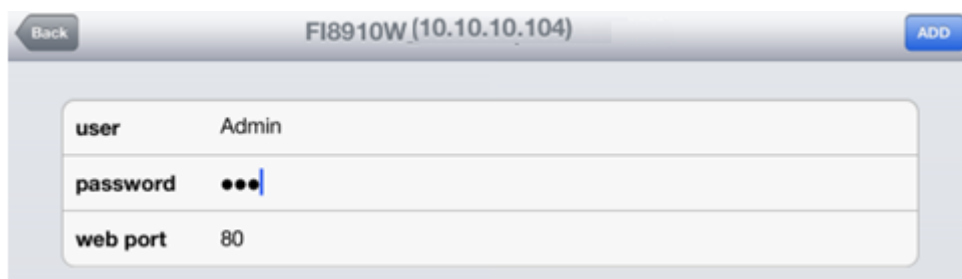 Back
FI8910W (10.10.10.104)
ADD
user Admin
password •••
web port 80